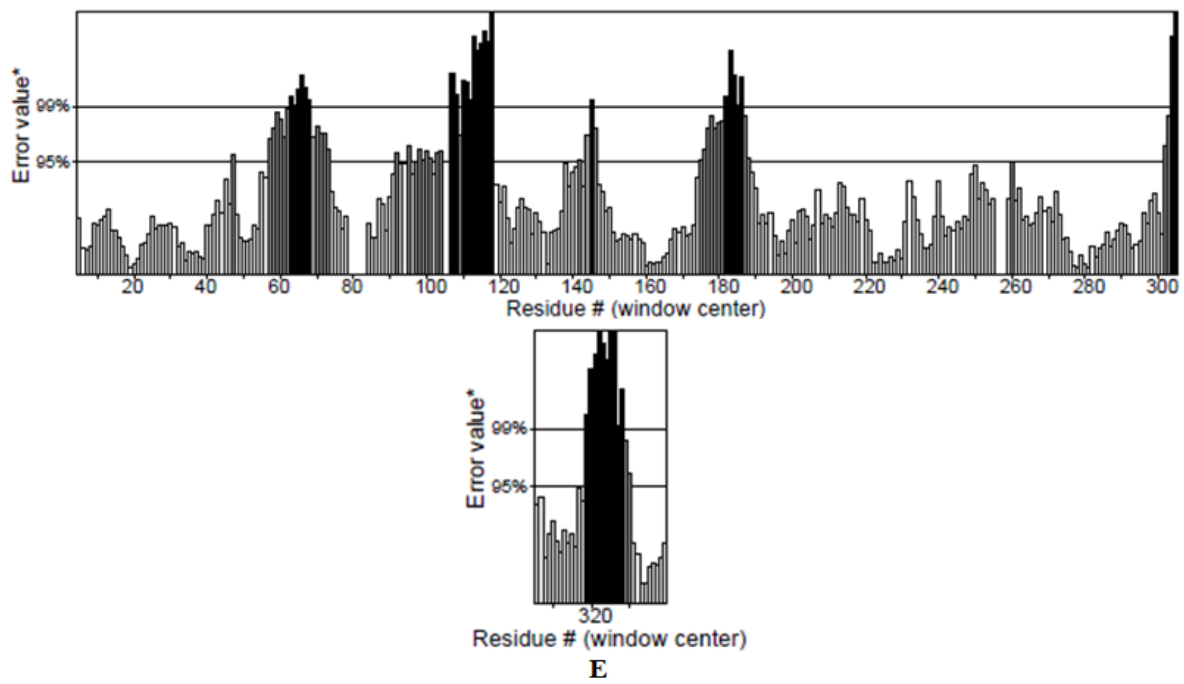 Error value*
99%
95%
20 40 60 80 100 120 140 160 180 200 220 240 260 280 300
Residue # (window center)
Error value*
99%
95%
320
Residue # (window center)
E